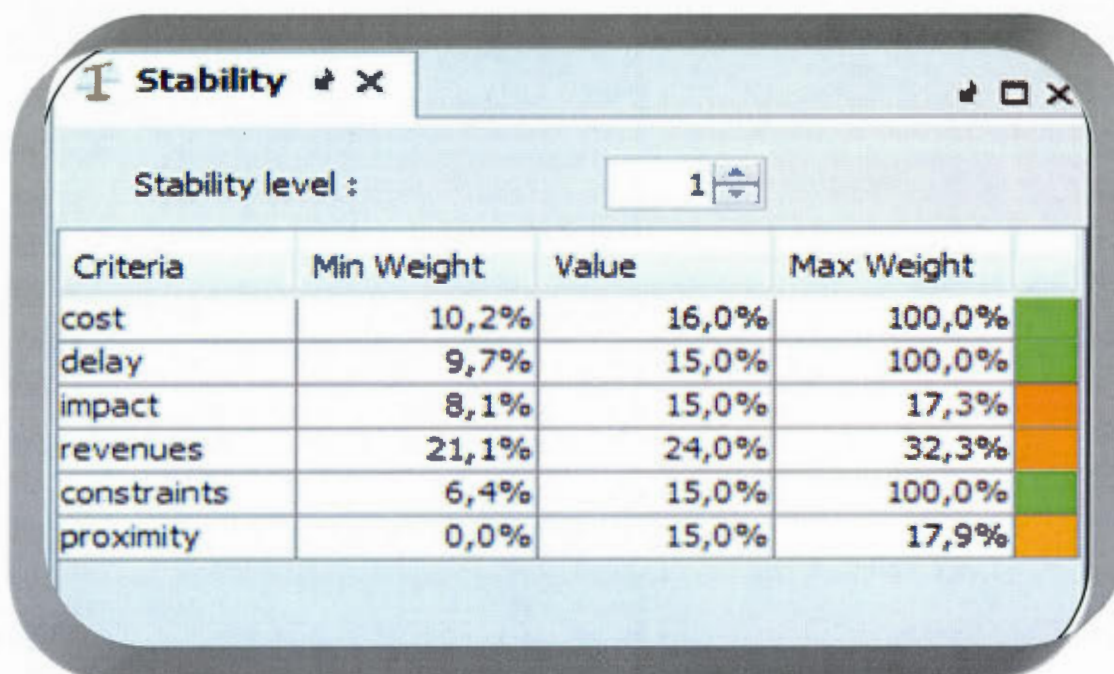 Stability
Stability level : 1
Criteria Min Weight Value Max Weight
cost 10,2% 16,0% 100,0%
delay 9,7% 15,0% 100,0%
impact 8,1% 15,0% 17,3%
revenues 21,1% 24,0% 32,3%
constraints 6,4% 15,0% 100,0%
proximity 0,0% 15,0% 17,9%